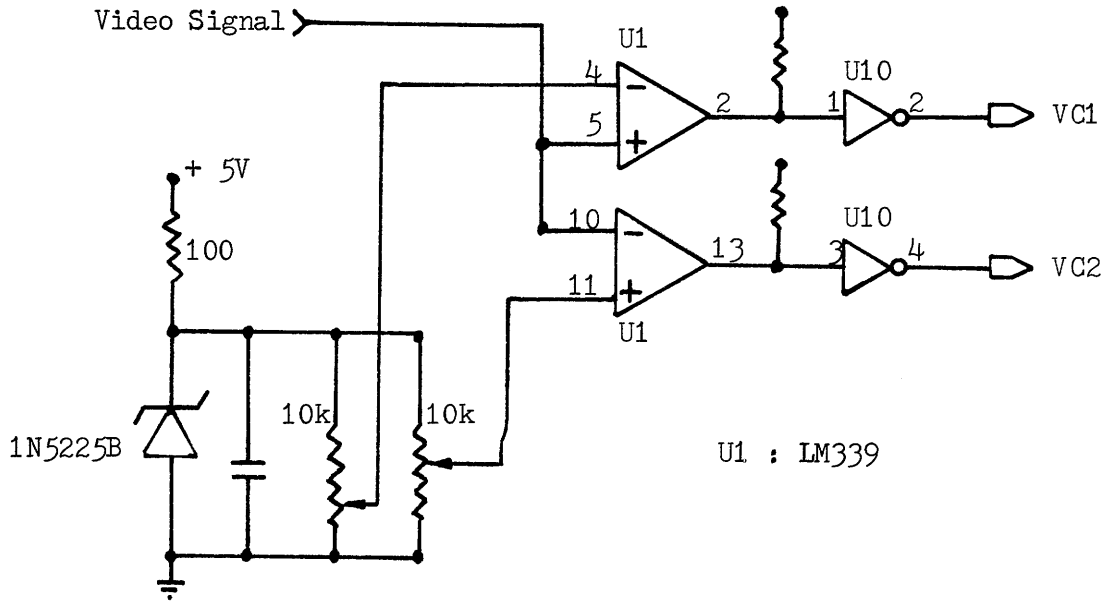 Video Signal
U1
4
5
2
U10
1
2
VC1
+ 5V
100
10
11
13
U1
U10
3
4
VC2
1N5225B
10k
10k
U1 : LM339